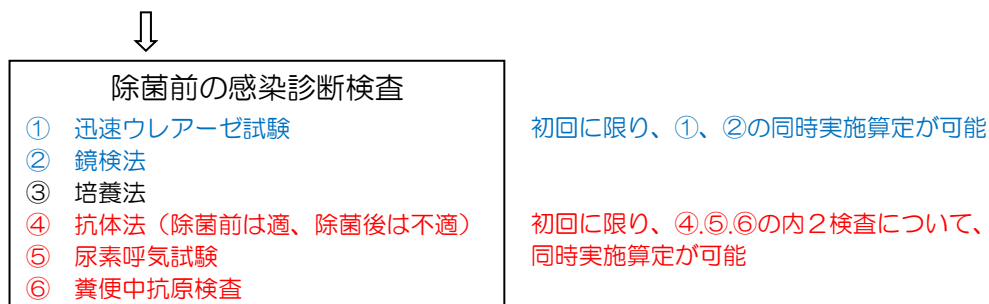 除菌前の感染診断検査
① 迅速ウレアーゼ試験
② 鏡検法
③ 培養法
④ 抗体法（除菌前は適、除菌後は不適）
⑤ 尿素呼気試験
⑥ 糞便中抗原検査
初回に限り、①、②の同時実施算定が可能
初回に限り、④.⑤.⑥の内２検査について、
同時実施算定が可能